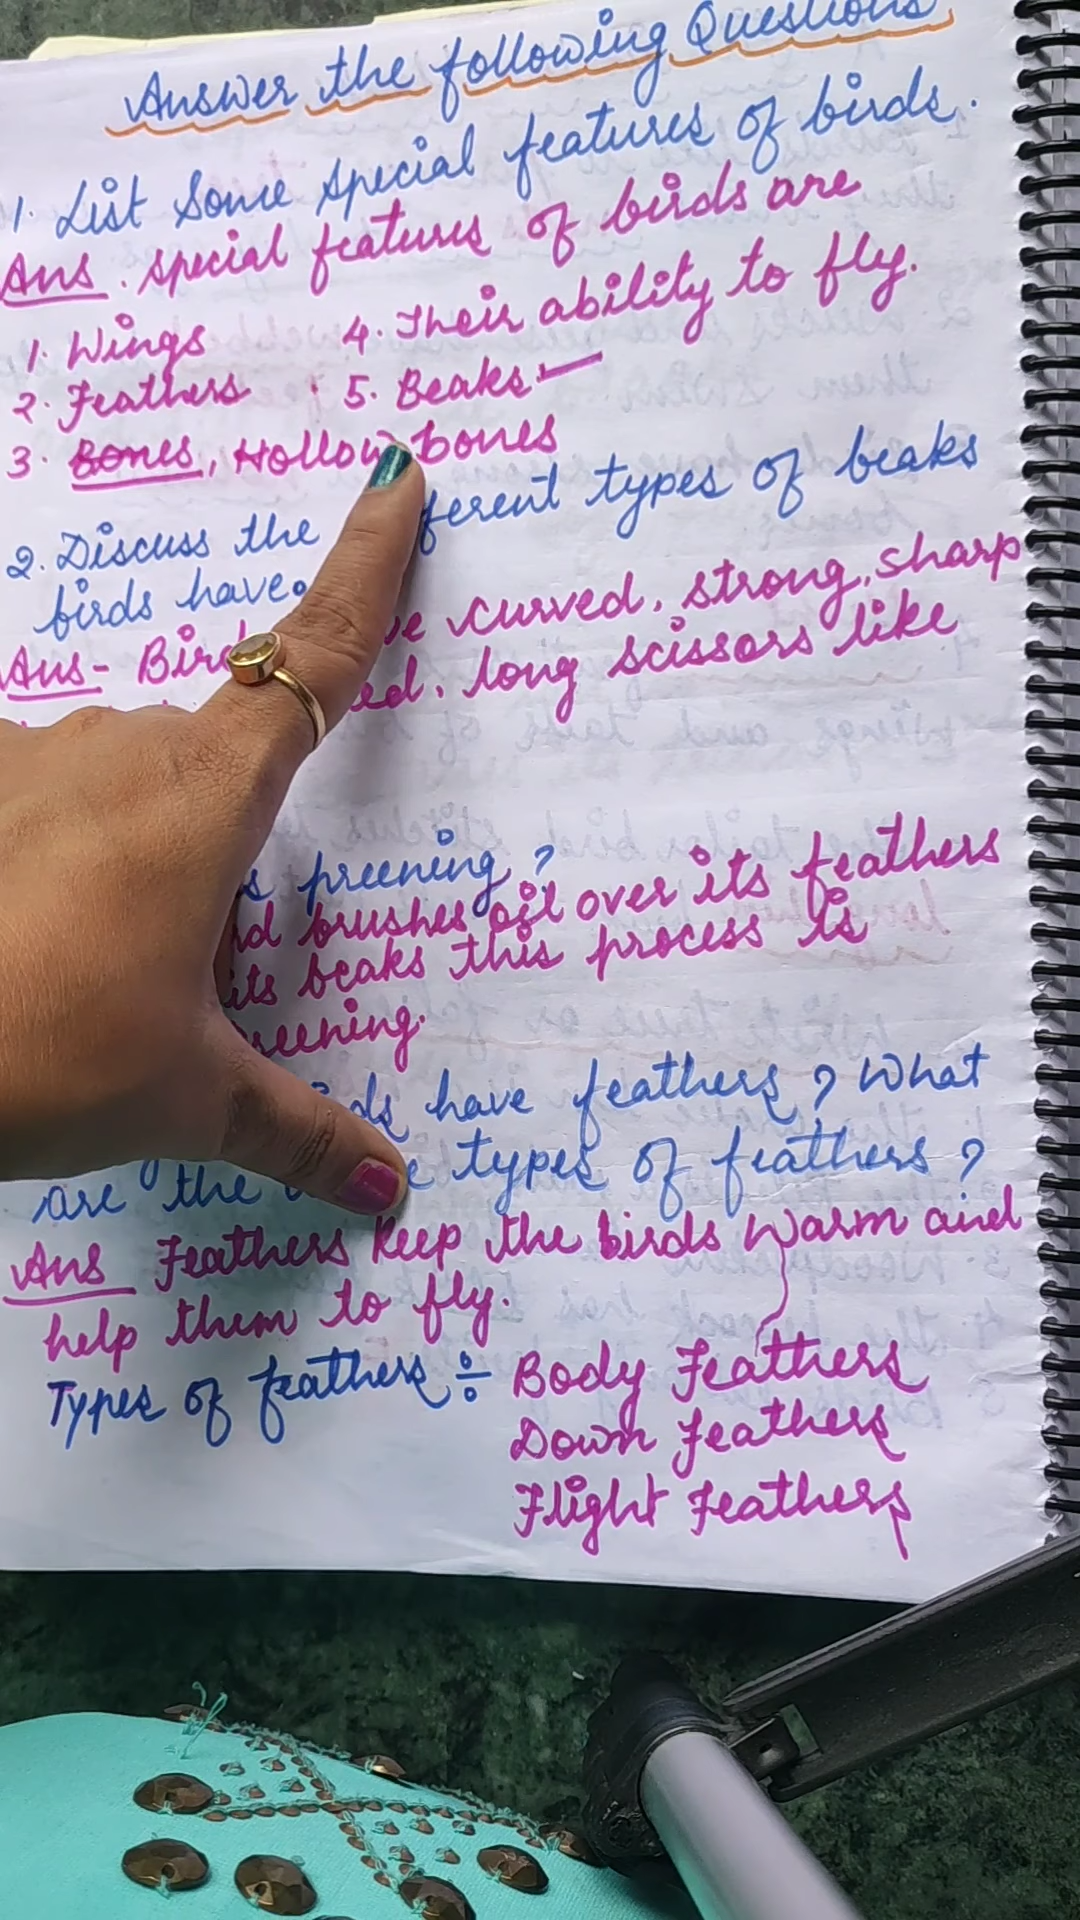 Answer the following Questions
1. List Some special features of birds.
Ans. special features of birds are
1. Wings 4. Their ability to fly.
2. Feathers 5. Beaks
3. Bones, Hollow bones
2. Discuss the types of beaks
birds have.
Ans- curved, strong, sharp
long scissors like
preening?
brushes oil over its feathers
its beaks this process is
preening.
have feathers? What
are the types of feathers?
Ans Feathers keep the birds warm and
help them to fly.
Types of feathers ÷ Body Feathers
Down Feathers
Flight Feathers